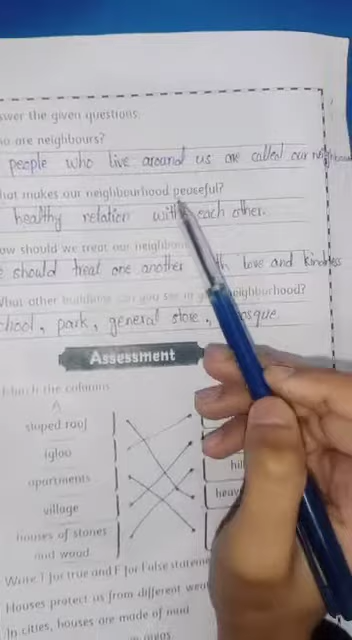 swer the given questions.
o are neighbours?
people who live around us are called our neighbours
hat makes our neighbourhood peaceful?
healthy relation with each other.
ow should we treat our neighbours
should treat one another with love and kindness
What other buildings can you see in your neighbourhood?
chool, park, general store, mosque
Assessment
Match the columns
A
sloped roof
igloo
apartments
village
houses of stones
and wood
hil
heav
Write T for true and F for False statem
Houses protect us from different wea
In cities, houses are made of mud